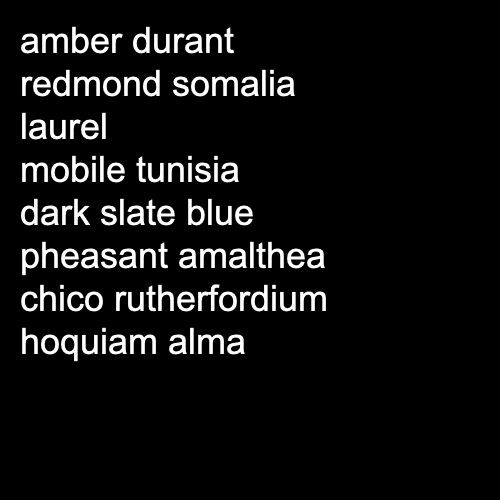 amber durant
redmond somalia
laurel
mobile tunisia
dark slate blue
pheasant amalthea
chico rutherfordium
hoquiam alma